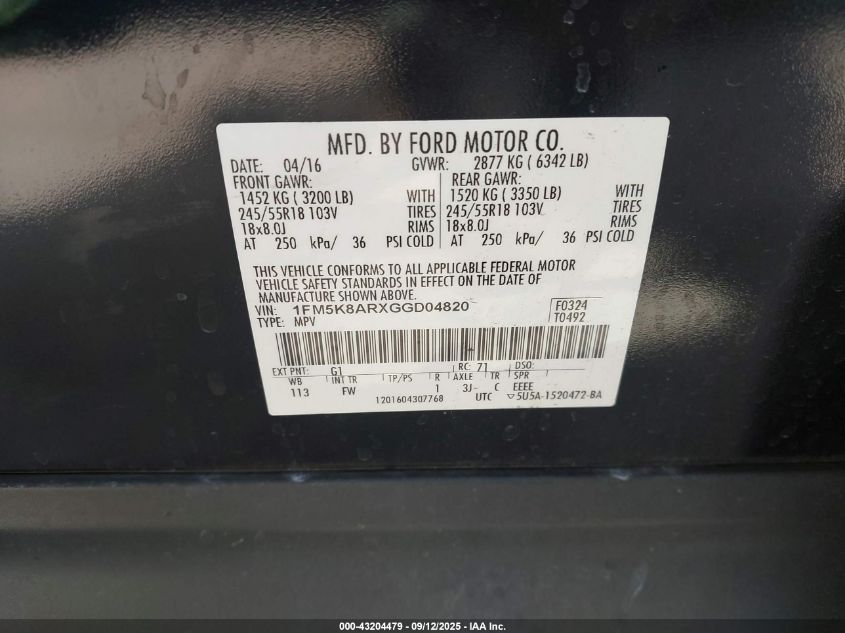 MFD. BY FORD MOTOR CO.
DATE: 04/16 GVWR: 2877 KG ( 6342 LB)
FRONT GAWR: REAR GAWR:
1452 KG ( 3200 LB) WITH 1520 KG ( 3350 LB) WITH
245/55R18 103V TIRES 245/55R18 103V TIRES
18x8.0J RIMS 18x8.0J RIMS
AT 250 kPa/ 36 PSI COLD AT 250 kPa/ 36 PSI COLD
THIS VEHICLE CONFORMS TO ALL APPLICABLE FEDERAL MOTOR
VEHICLE SAFETY STANDARDS IN EFFECT ON THE DATE OF
MANUFACTURE SHOWN ABOVE.
VIN: 1FM5K8ARXGGD04820 F0324
TYPE: MPV T0492
EXT PNT: G1 RC: 71 DSO:
WB INT TR TP/PS R AXLE TR SPR
113 FW 1 3J- C EEEE
1201604307768 UTC ▽5U5A-1520472-BA
000-43204479 - 09/12/2025 - IAA Inc.